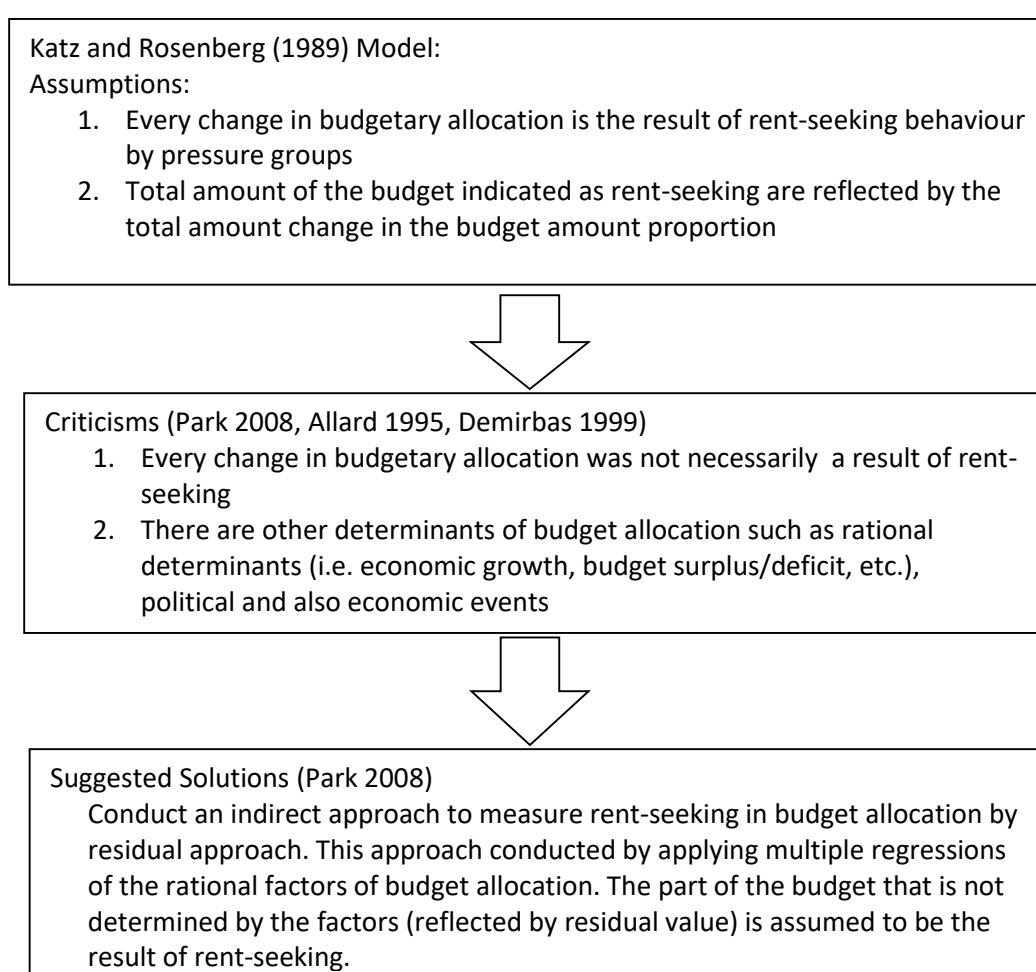 Katz and Rosenberg (1989) Model:
Assumptions:
1. Every change in budgetary allocation is the result of rent-seeking behaviour
by pressure groups
2. Total amount of the budget indicated as rent-seeking are reflected by the
total amount change in the budget amount proportion
Criticisms (Park 2008, Allard 1995, Demirbas 1999)
1. Every change in budgetary allocation was not necessarily  a result of rent-
seeking
2. There are other determinants of budget allocation such as rational
determinants (i.e. economic growth, budget surplus/deficit, etc.),
political and also economic events
Suggested Solutions (Park 2008)
Conduct an indirect approach to measure rent-seeking in budget allocation by
residual approach. This approach conducted by applying multiple regressions
of the rational factors of budget allocation. The part of the budget that is not
determined by the factors (reflected by residual value) is assumed to be the
result of rent-seeking.